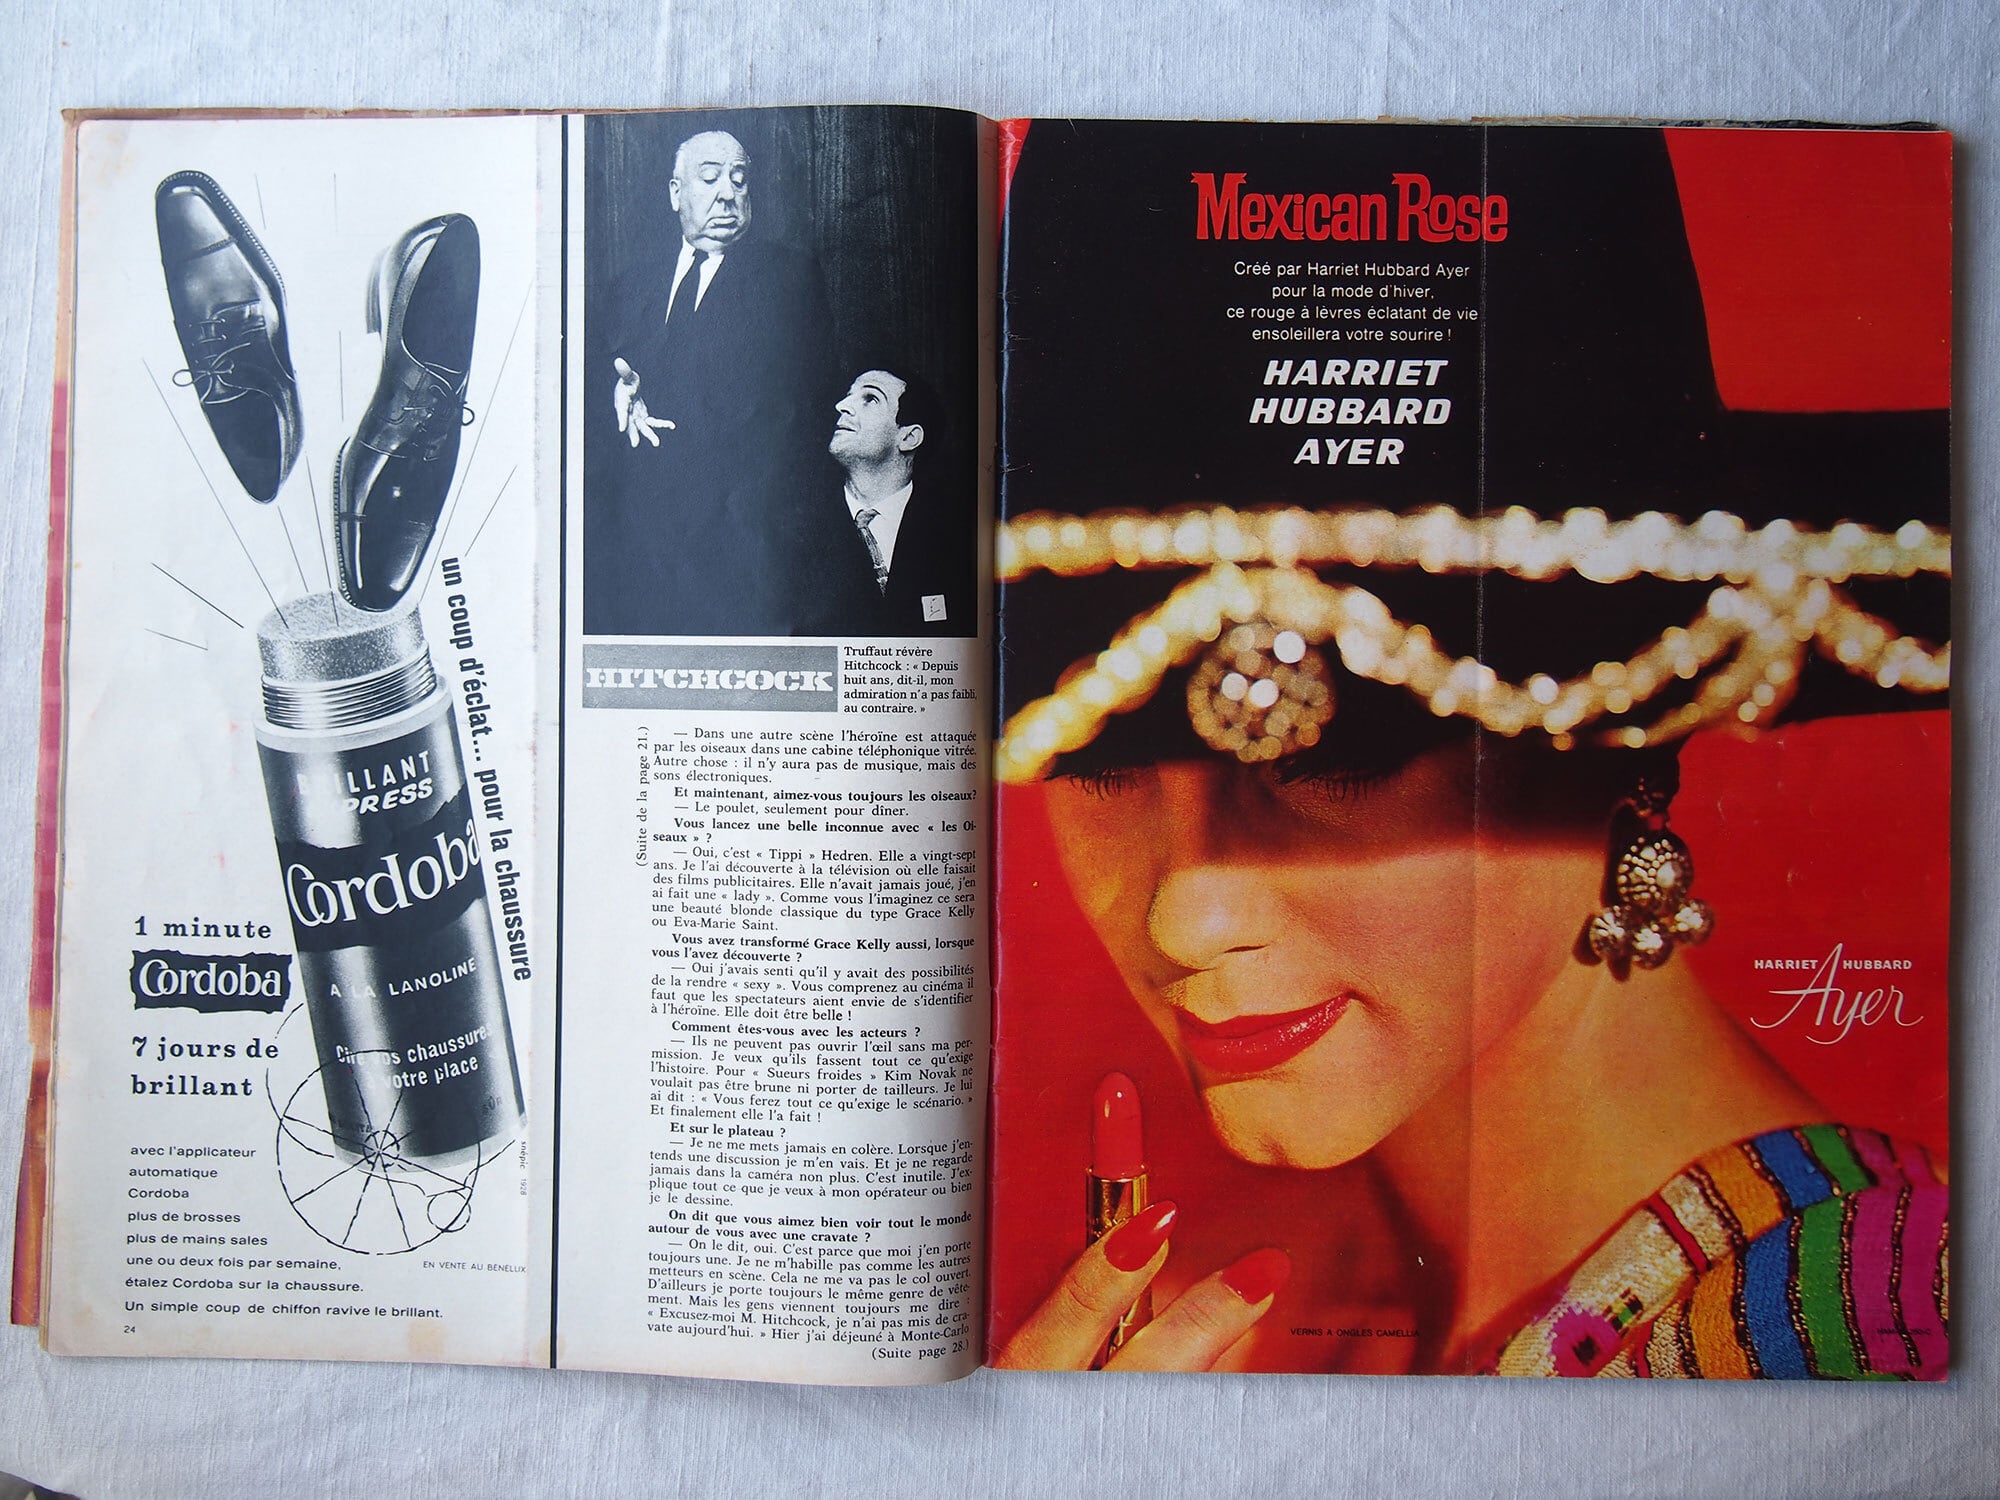 un coup d'éclat... pour la chaussure
BRILLANT
EXPRESS
Cordoba
A LA LANOLINE
Cire vos chaussures
à votre place
1 minute
Cordoba
7 jours de
brillant
avec l'applicateur
automatique
Cordoba
plus de brosses
plus de mains sales
une ou deux fois par semaine,
étalez Cordoba sur la chaussure.
Un simple coup de chiffon ravive le brillant.
EN VENTE AU BENELUX
snépic 1928
24
HITCHCOCK
Truffaut révère
Hitchcock : « Depuis
huit ans, dit-il, mon
admiration n'a pas faibli,
au contraire. »
(Suite de la page 21.)
— Dans une autre scène l'héroïne est attaquée
par les oiseaux dans une cabine téléphonique vitrée.
Autre chose : il n'y aura pas de musique, mais des
sons électroniques.
Et maintenant, aimez-vous toujours les oiseaux?
— Le poulet, seulement pour dîner.
Vous lancez une belle inconnue avec « les Oi-
seaux » ?
— Oui, c'est « Tippi » Hedren. Elle a vingt-sept
ans. Je l'ai découverte à la télévision où elle faisait
des films publicitaires. Elle n'avait jamais joué, j'en
ai fait une « lady ». Comme vous l'imaginez ce sera
une beauté blonde classique du type Grace Kelly
ou Eva-Marie Saint.
Vous avez transformé Grace Kelly aussi, lorsque
vous l'avez découverte ?
— Oui j'avais senti qu'il y avait des possibilités
de la rendre « sexy ». Vous comprenez au cinéma il
faut que les spectateurs aient envie de s'identifier
à l'héroïne. Elle doit être belle !
Comment êtes-vous avec les acteurs ?
— Ils ne peuvent pas ouvrir l'œil sans ma per-
mission. Je veux qu'ils fassent tout ce qu'exige
l'histoire. Pour « Sueurs froides » Kim Novak ne
voulait pas être brune ni porter de tailleurs. Je lui
ai dit : « Vous ferez tout ce qu'exige le scénario. »
Et finalement elle l'a fait !
Et sur le plateau ?
— Je ne me mets jamais en colère. Lorsque j'en-
tends une discussion je m'en vais. Et je ne regarde
jamais dans la caméra non plus. C'est inutile. J'ex-
plique tout ce que je veux à mon opérateur ou bien
je le dessine.
On dit que vous aimez bien voir tout le monde
autour de vous avec une cravate ?
— On le dit, oui. C'est parce que moi j'en porte
toujours une. Je ne m'habille pas comme les autres
metteurs en scène. Cela ne me va pas le col ouvert.
D'ailleurs je porte toujours le même genre de vête-
ment. Mais les gens viennent toujours me dire :
« Excusez-moi M. Hitchcock, je n'ai pas mis de cra-
vate aujourd'hui. » Hier j'ai déjeuné à Monte-Carlo
(Suite page 28.)
Mexican Rose
Créé par Harriet Hubbard Ayer
pour la mode d'hiver,
ce rouge à lèvres éclatant de vie
ensoleillera votre sourire !
HARRIET
HUBBARD
AYER
HARRIET HUBBARD
Ayer
VERNIS A ONGLES CAMELLIA